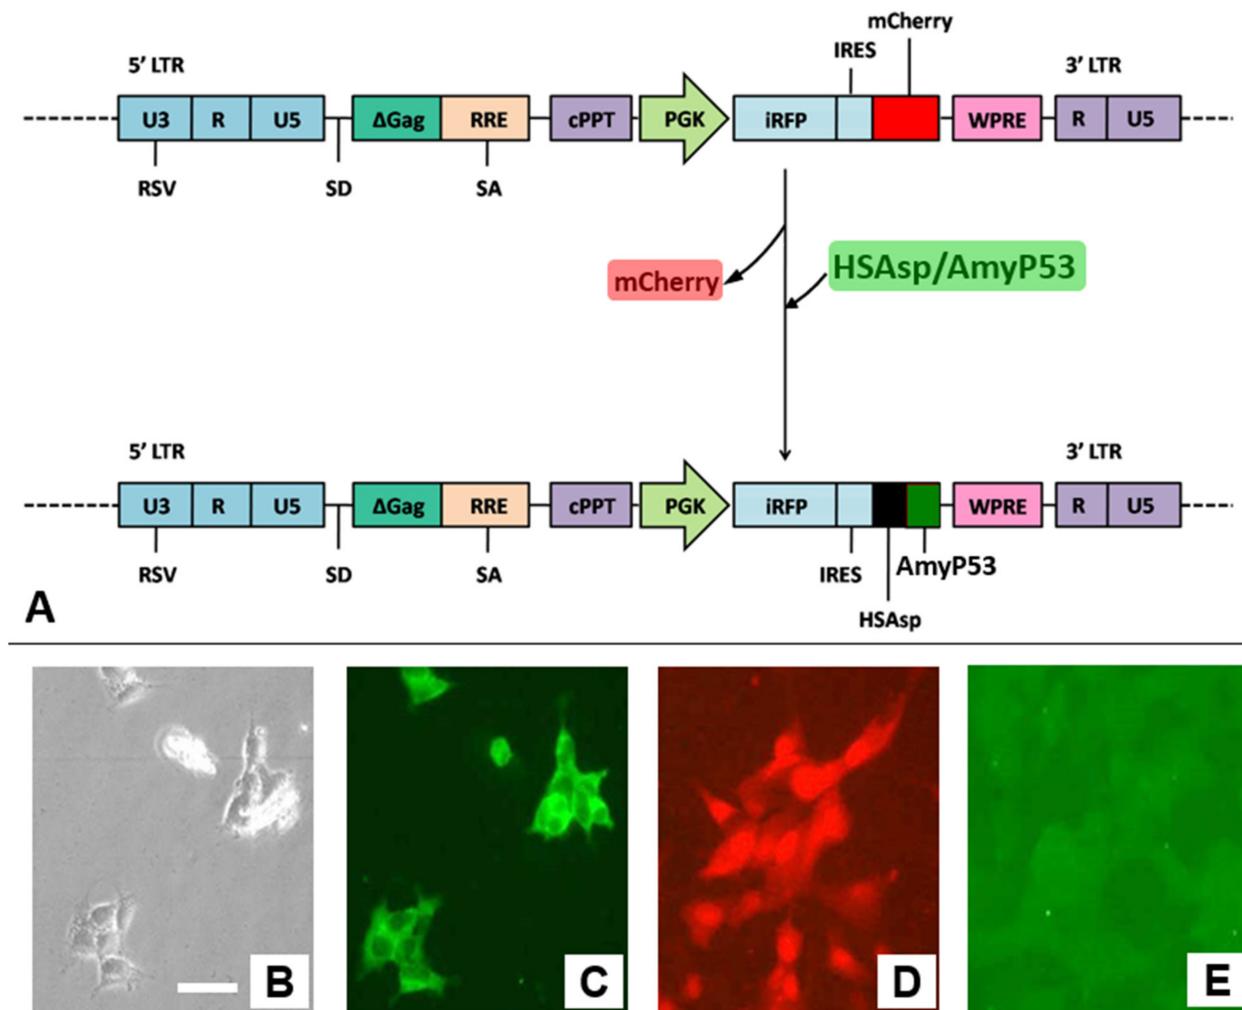 mCherry
IRES
5' LTR
3' LTR
U3 R U5 ΔGag RRE cPPT PGK iRFP WPRE R U5
RSV SD SA
mCherry
HSAsp/AmyP53
5' LTR
3' LTR
U3 R U5 ΔGag RRE cPPT PGK iRFP WPRE R U5
RSV SD SA IRES AmyP53
HSAsp
A
B C D E